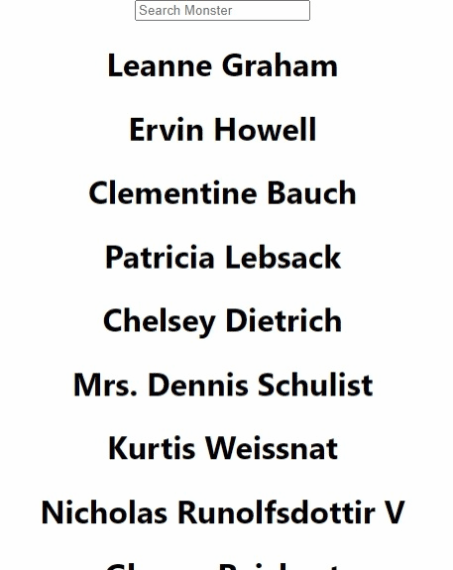 Search Monster
Leanne Graham
Ervin Howell
Clementine Bauch
Patricia Lebsack
Chelsey Dietrich
Mrs. Dennis Schulist
Kurtis Weissnat
Nicholas Runolfsdottir V